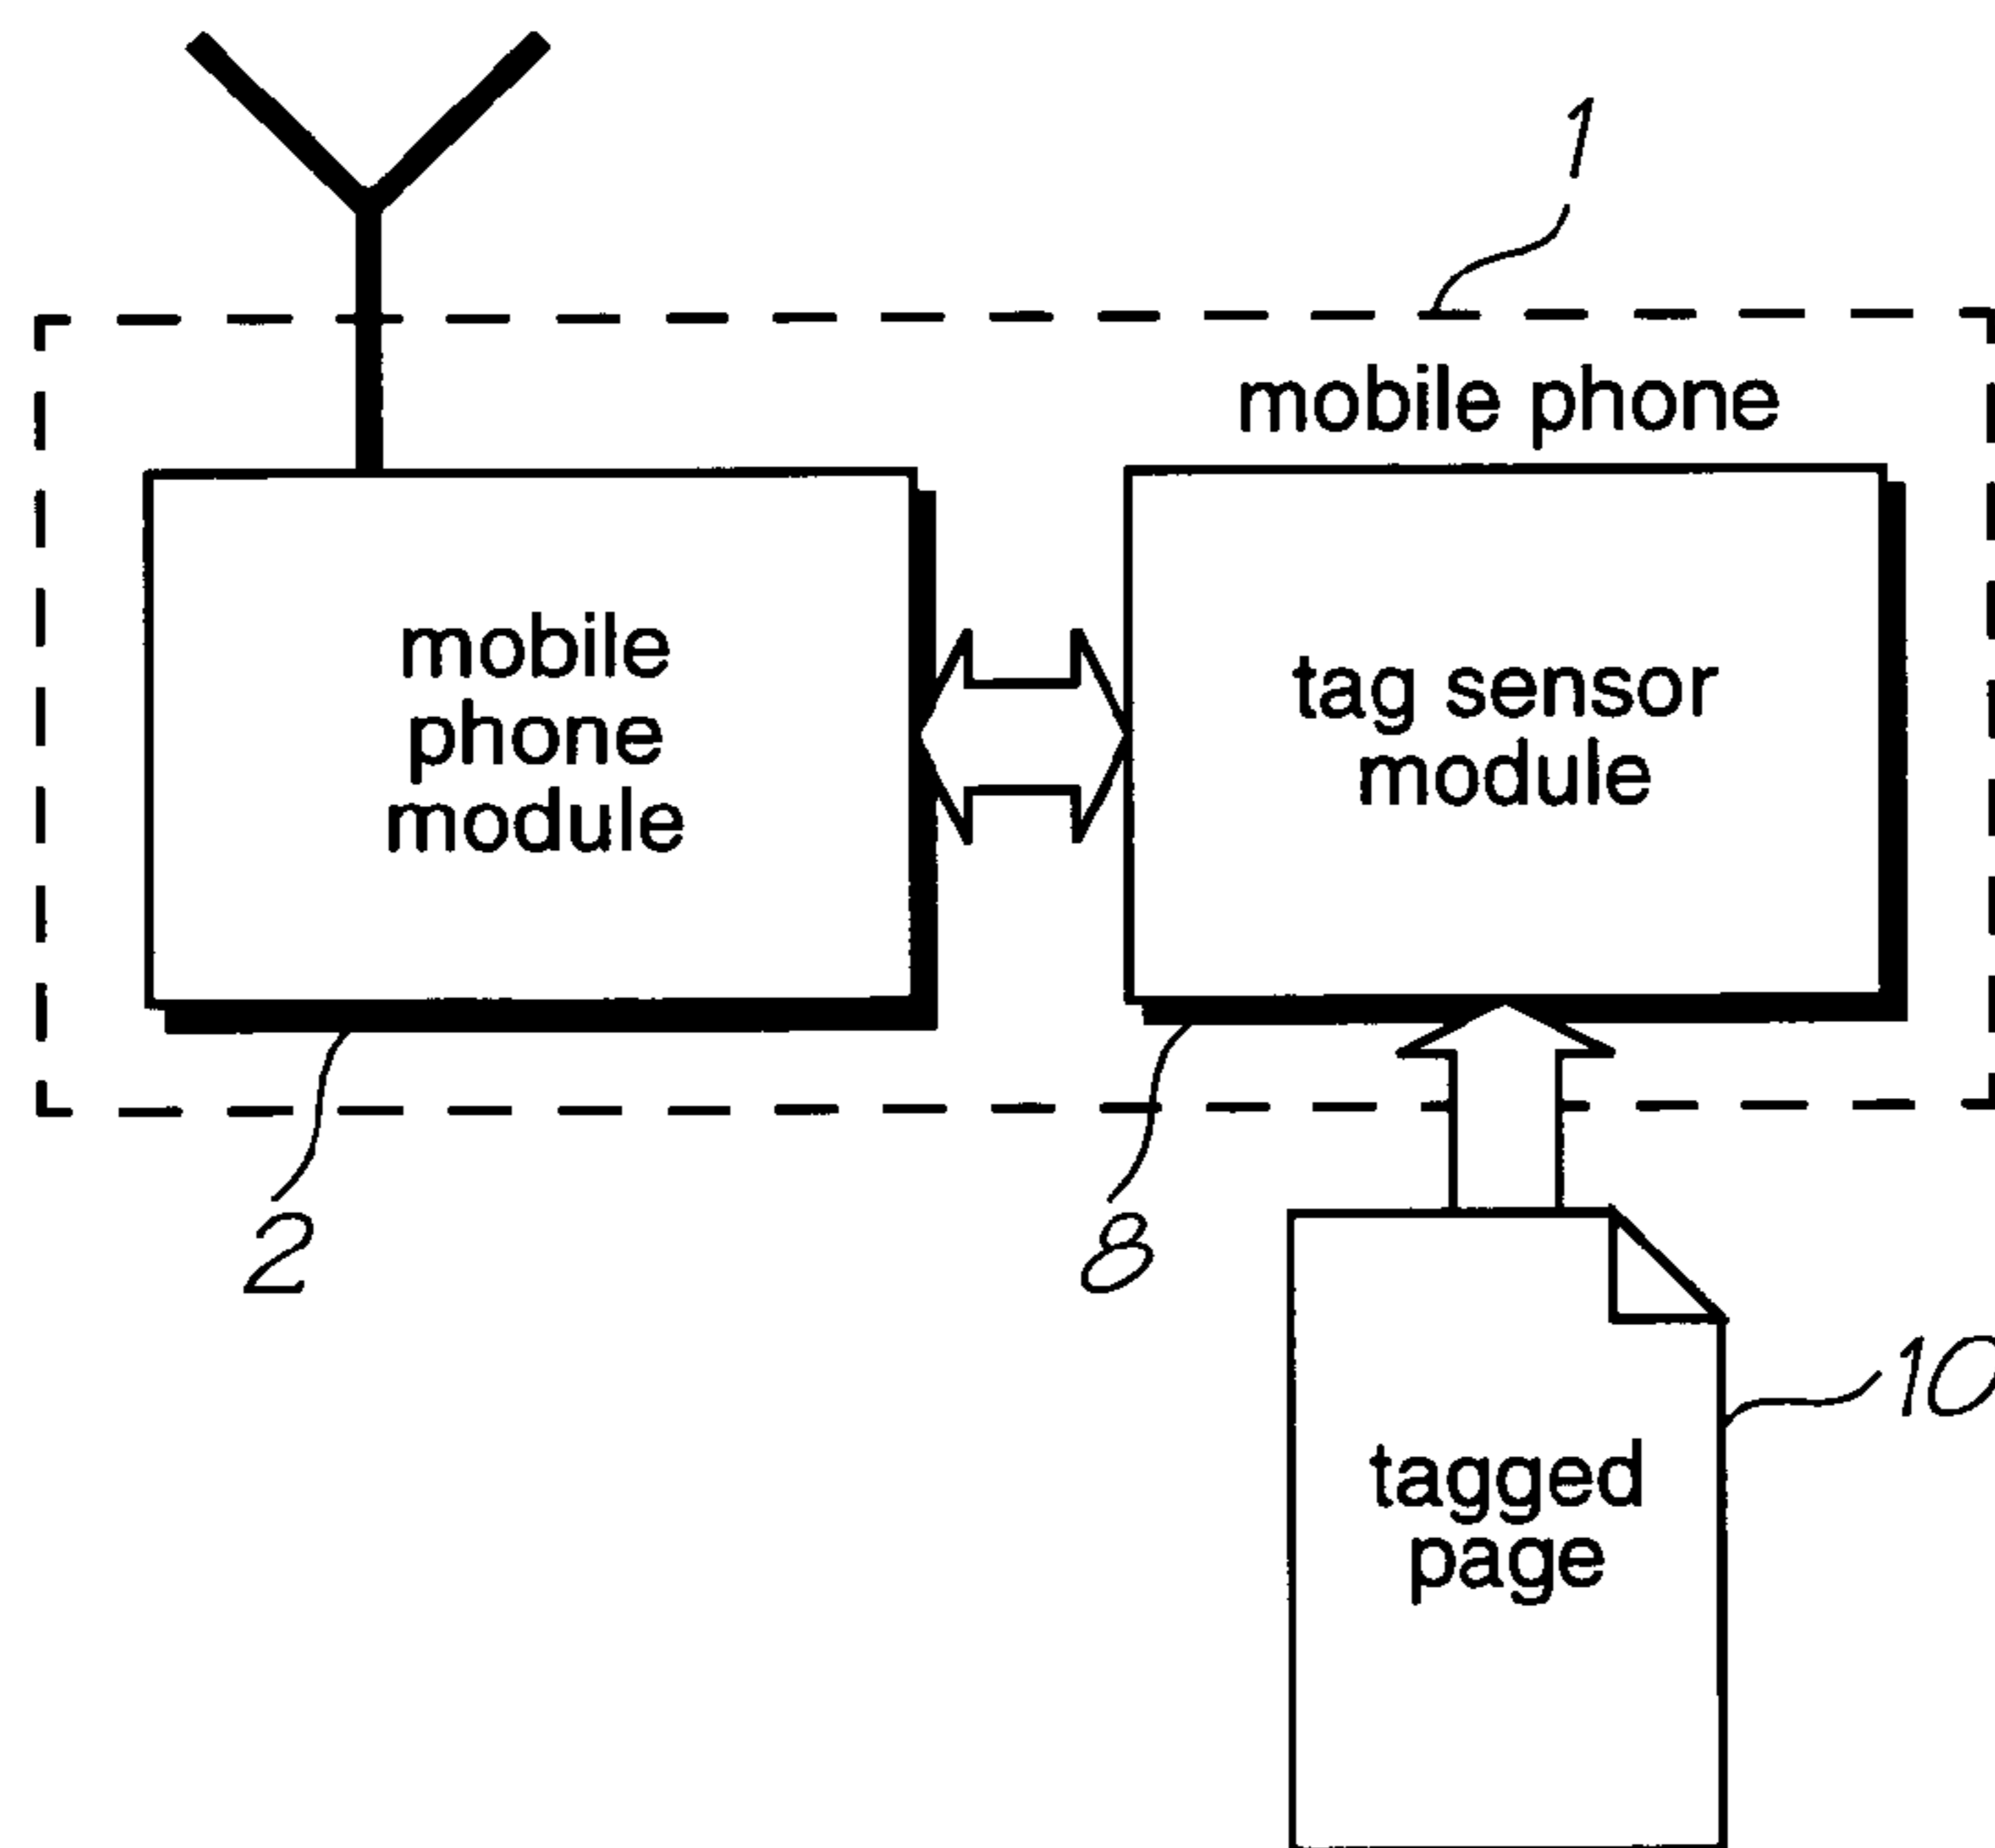 1
mobile phone
mobile
phone
module
tag sensor
module
2
8
10
tagged
page